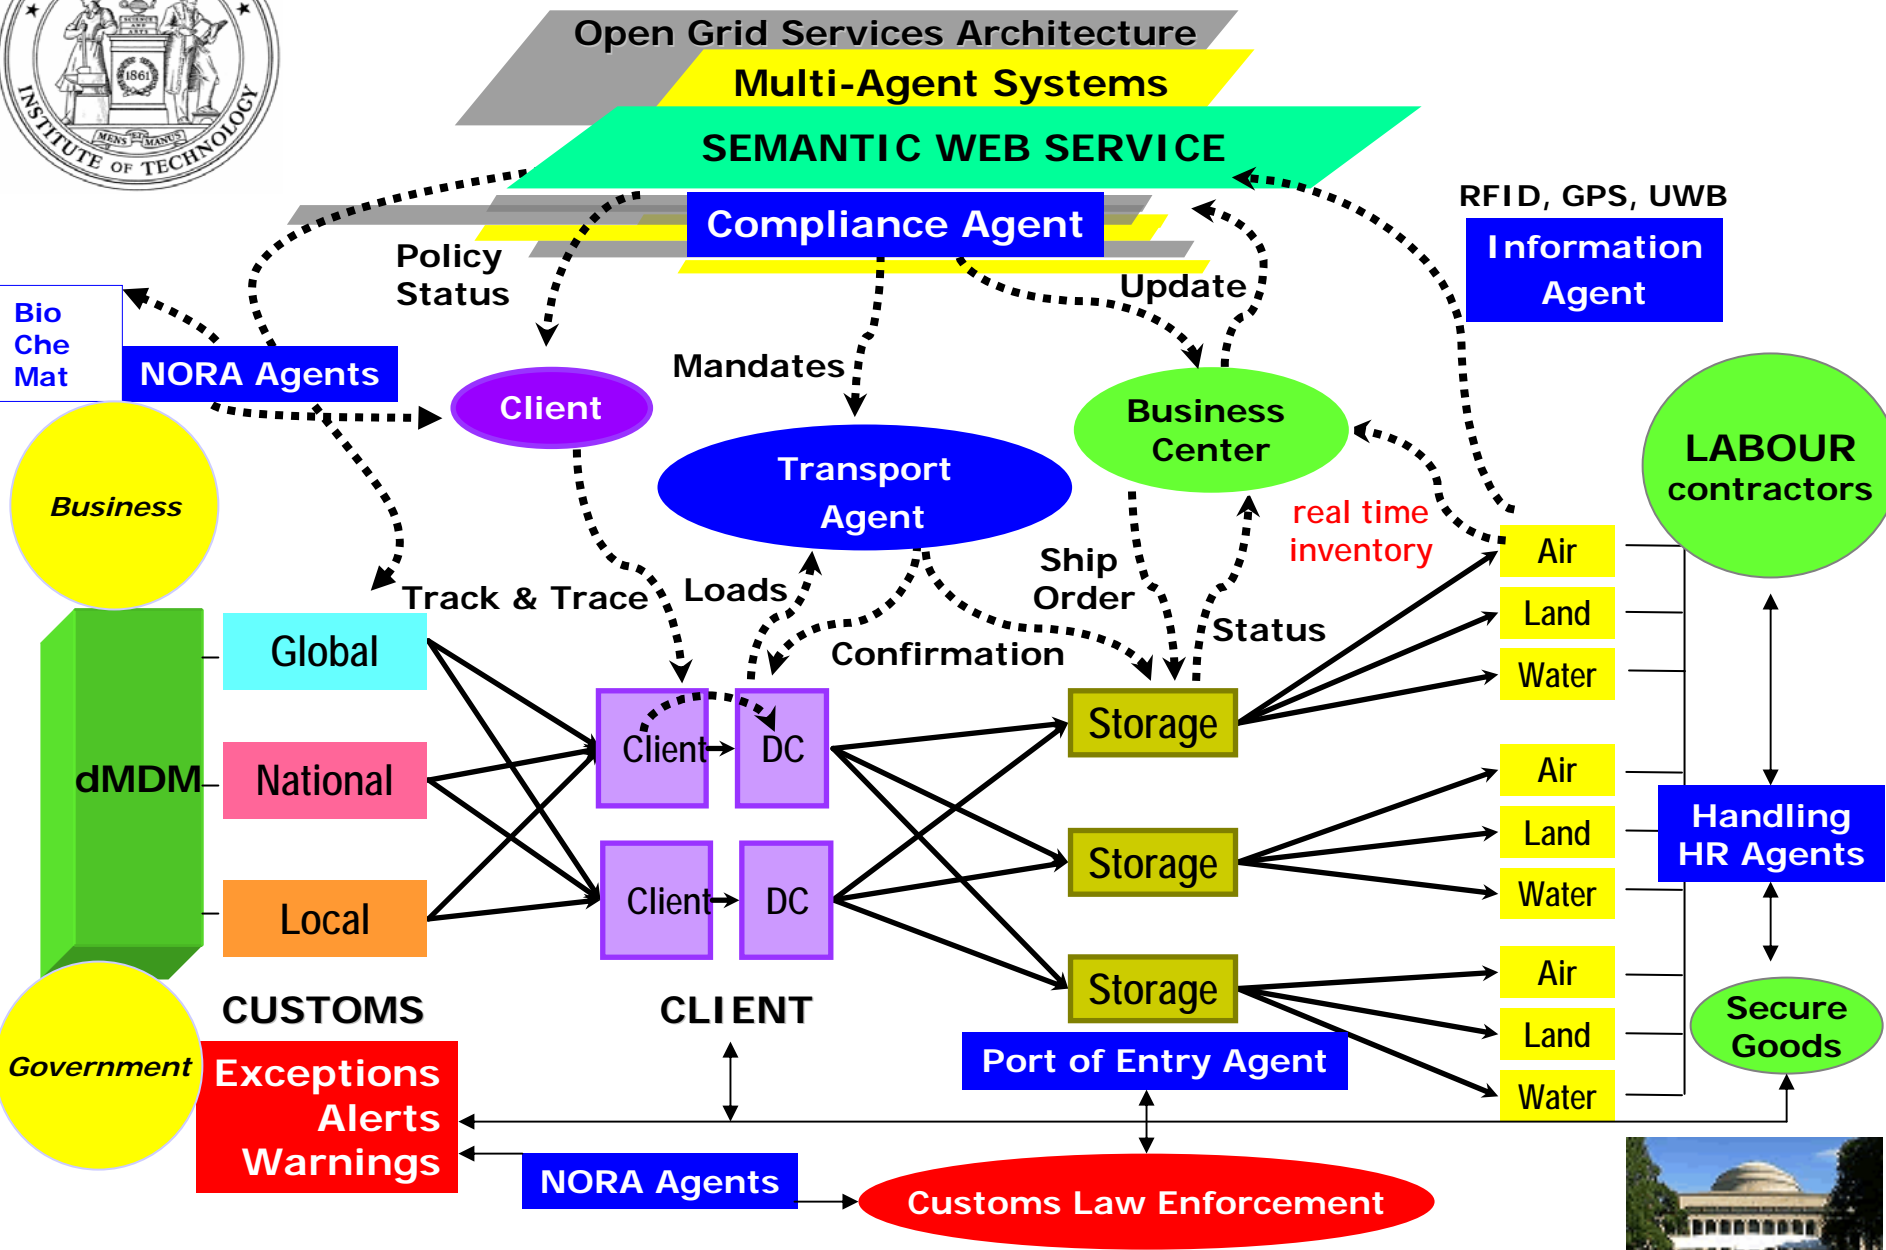 SCIENCE AND
ARTS
1861
MENS ET MANUS
INSTITUTE OF TECHNOLOGY
Open Grid Services Architecture
Multi-Agent Systems
SEMANTIC WEB SERVICE
Compliance Agent
RFID, GPS, UWB
Information
Agent
Policy
Status
Update
Bio
Che
Mat
NORA Agents
Mandates
Client
Business
Center
Transport
Agent
LABOUR
contractors
Business
real time
inventory
Track & Trace
Loads
Ship
Order
Status
Confirmation
Global
National
Local
dMDM
Client
DC
Client
DC
Storage
Storage
Storage
Air
Land
Water
Air
Land
Water
Air
Land
Water
Handling
HR Agents
Secure
Goods
CUSTOMS
CLIENT
Government
Exceptions
Alerts
Warnings
Port of Entry Agent
NORA Agents
Customs Law Enforcement